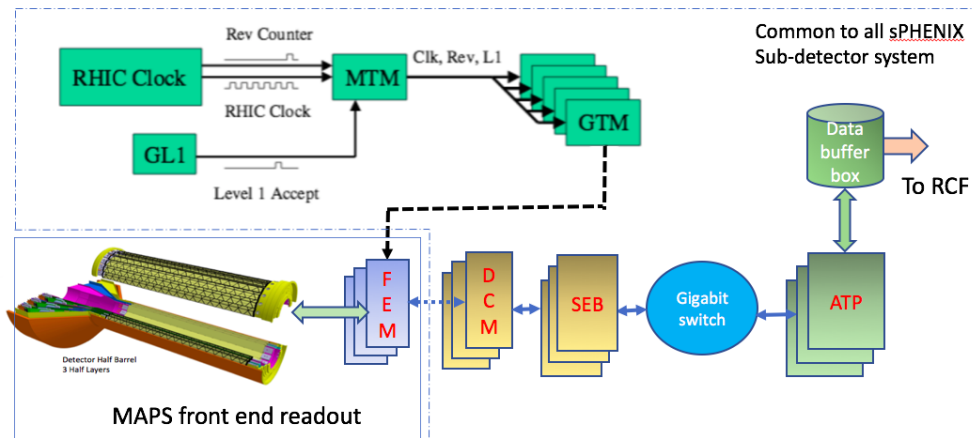 Rev Counter
Common to all sPHENIX
Sub-detector system
RHIC Clock
MTM
Clk, Rev, L1
RHIC Clock
GTM
GL1
Level 1 Accept
Data
buffer
box
To RCF
F
E
M
D
C
M
SEB
Gigabit
switch
ATP
Detector Half Barrel
3 Half Layers
MAPS front end readout